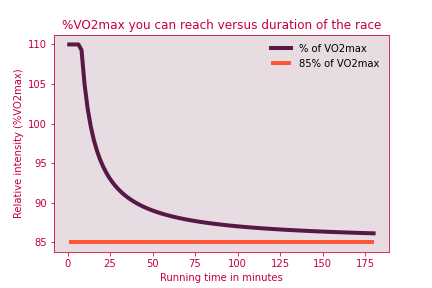 %VO2max you can reach versus duration of the race
% of VO2max
85% of VO2max
Relative intensity (%VO2max)
110
105
100
95
90
85
0 25 50 75 100 125 150 175
Running time in minutes